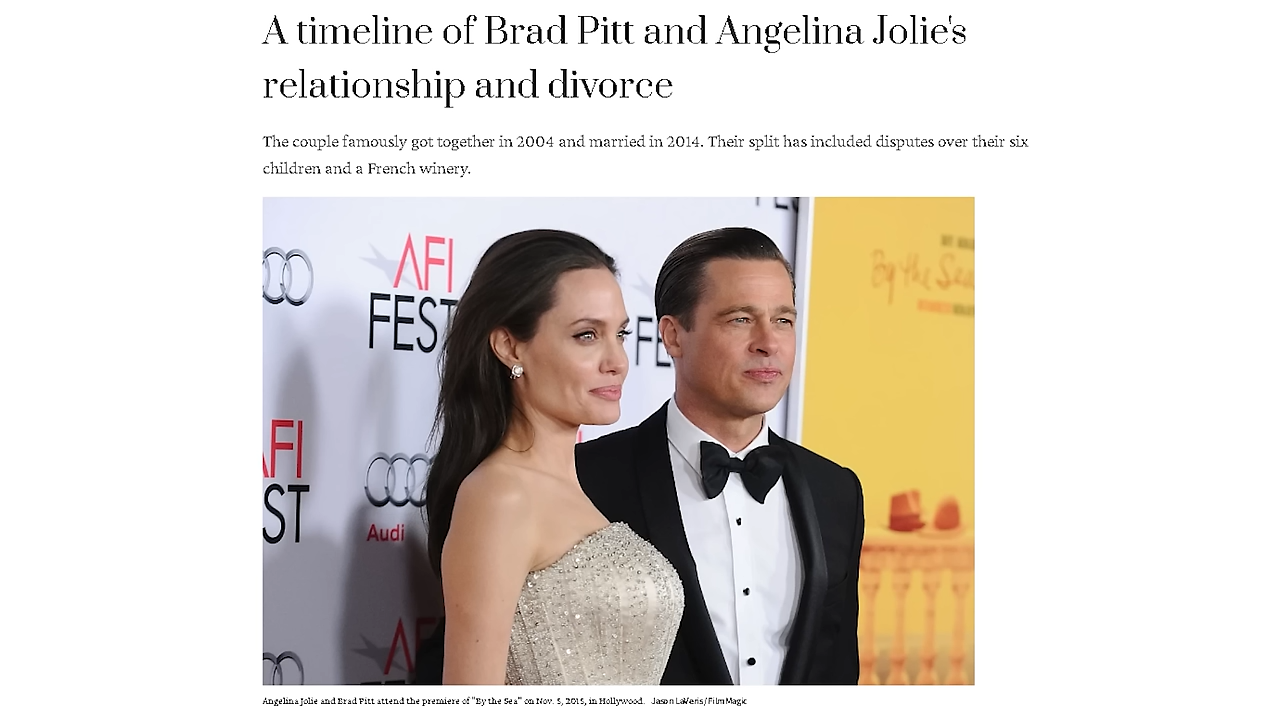 A timeline of Brad Pitt and Angelina Jolie's
relationship and divorce
The couple famously got together in 2004 and married in 2014. Their split has included disputes over their six
children and a French winery.
AFI
FEST
FE
By the Sea
AFI
ST
Audi
AFI
FEST
Angelina Jolie and Brad Pitt attend the premiere of "By the Sea" on Nov. 5, 2015, in Hollywood. Jason LaVeris / FilmMagic